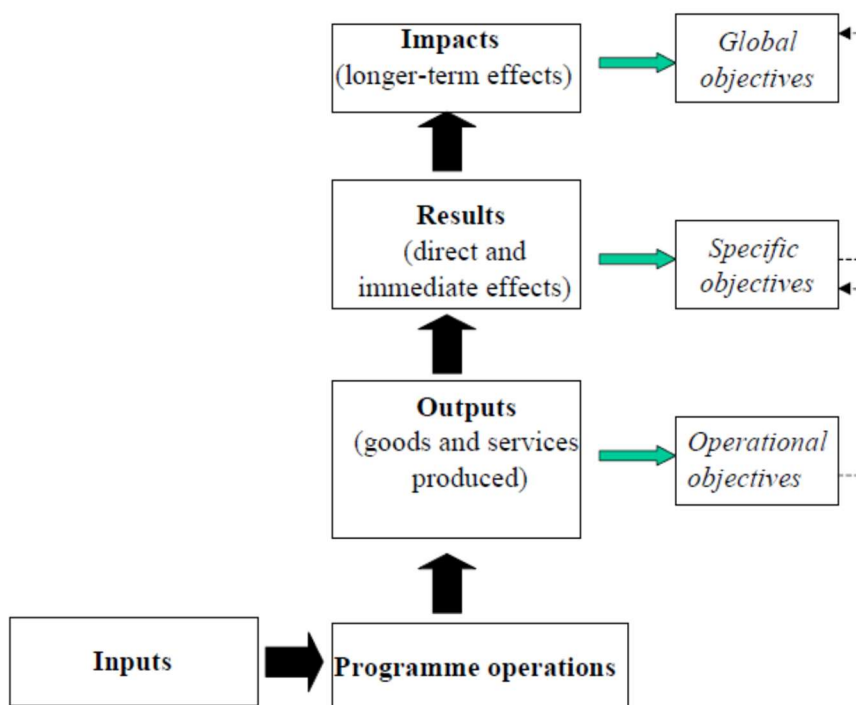 Impacts
(longer-term effects)
Global
objectives
Results
(direct and
immediate effects)
Specific
objectives
Outputs
(goods and services
produced)
Operational
objectives
Inputs
Programme operations